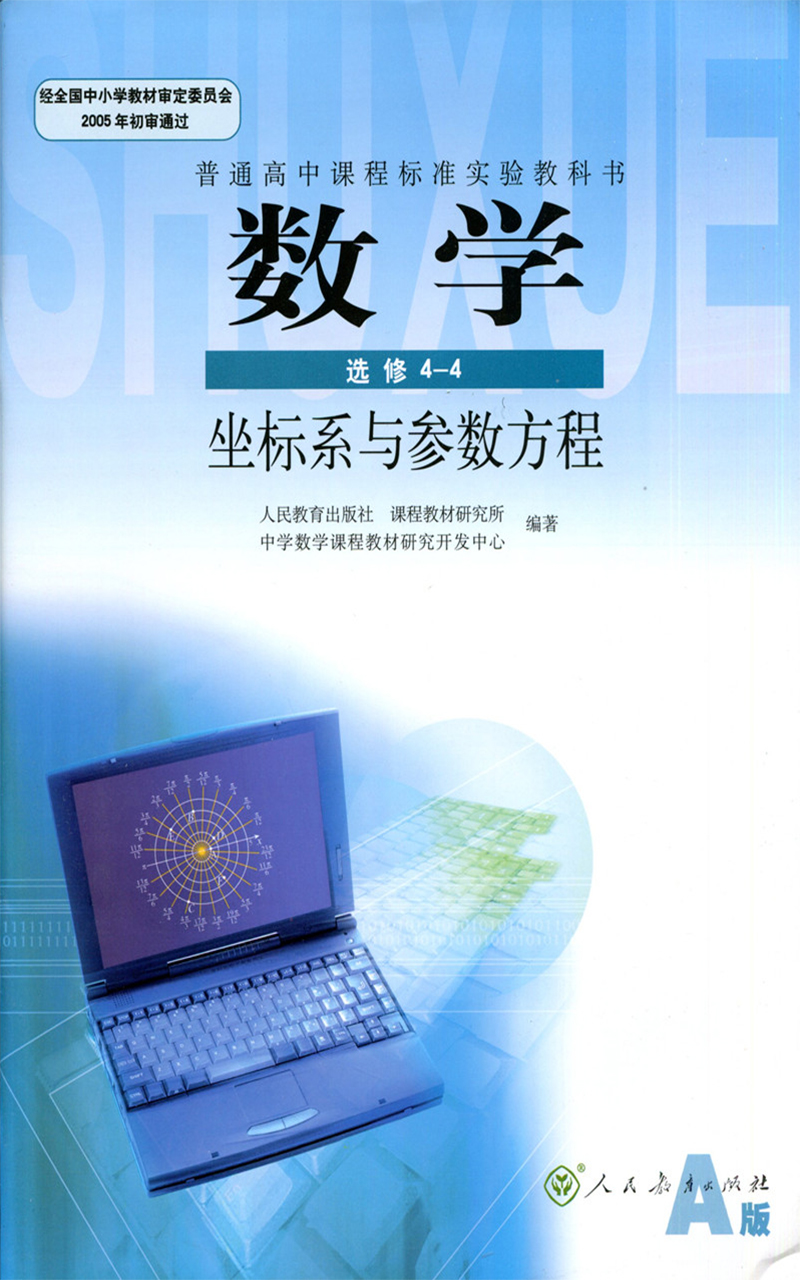 SHUXUE
经全国中小学教材审定委员会
2005年初审通过
普通高中课程标准实验教科书
数学
选修 4-4
坐标系与参数方程
人民教育出版社 课程教材研究所
中学数学课程教材研究开发中心
编著
人民教育出版社
A版